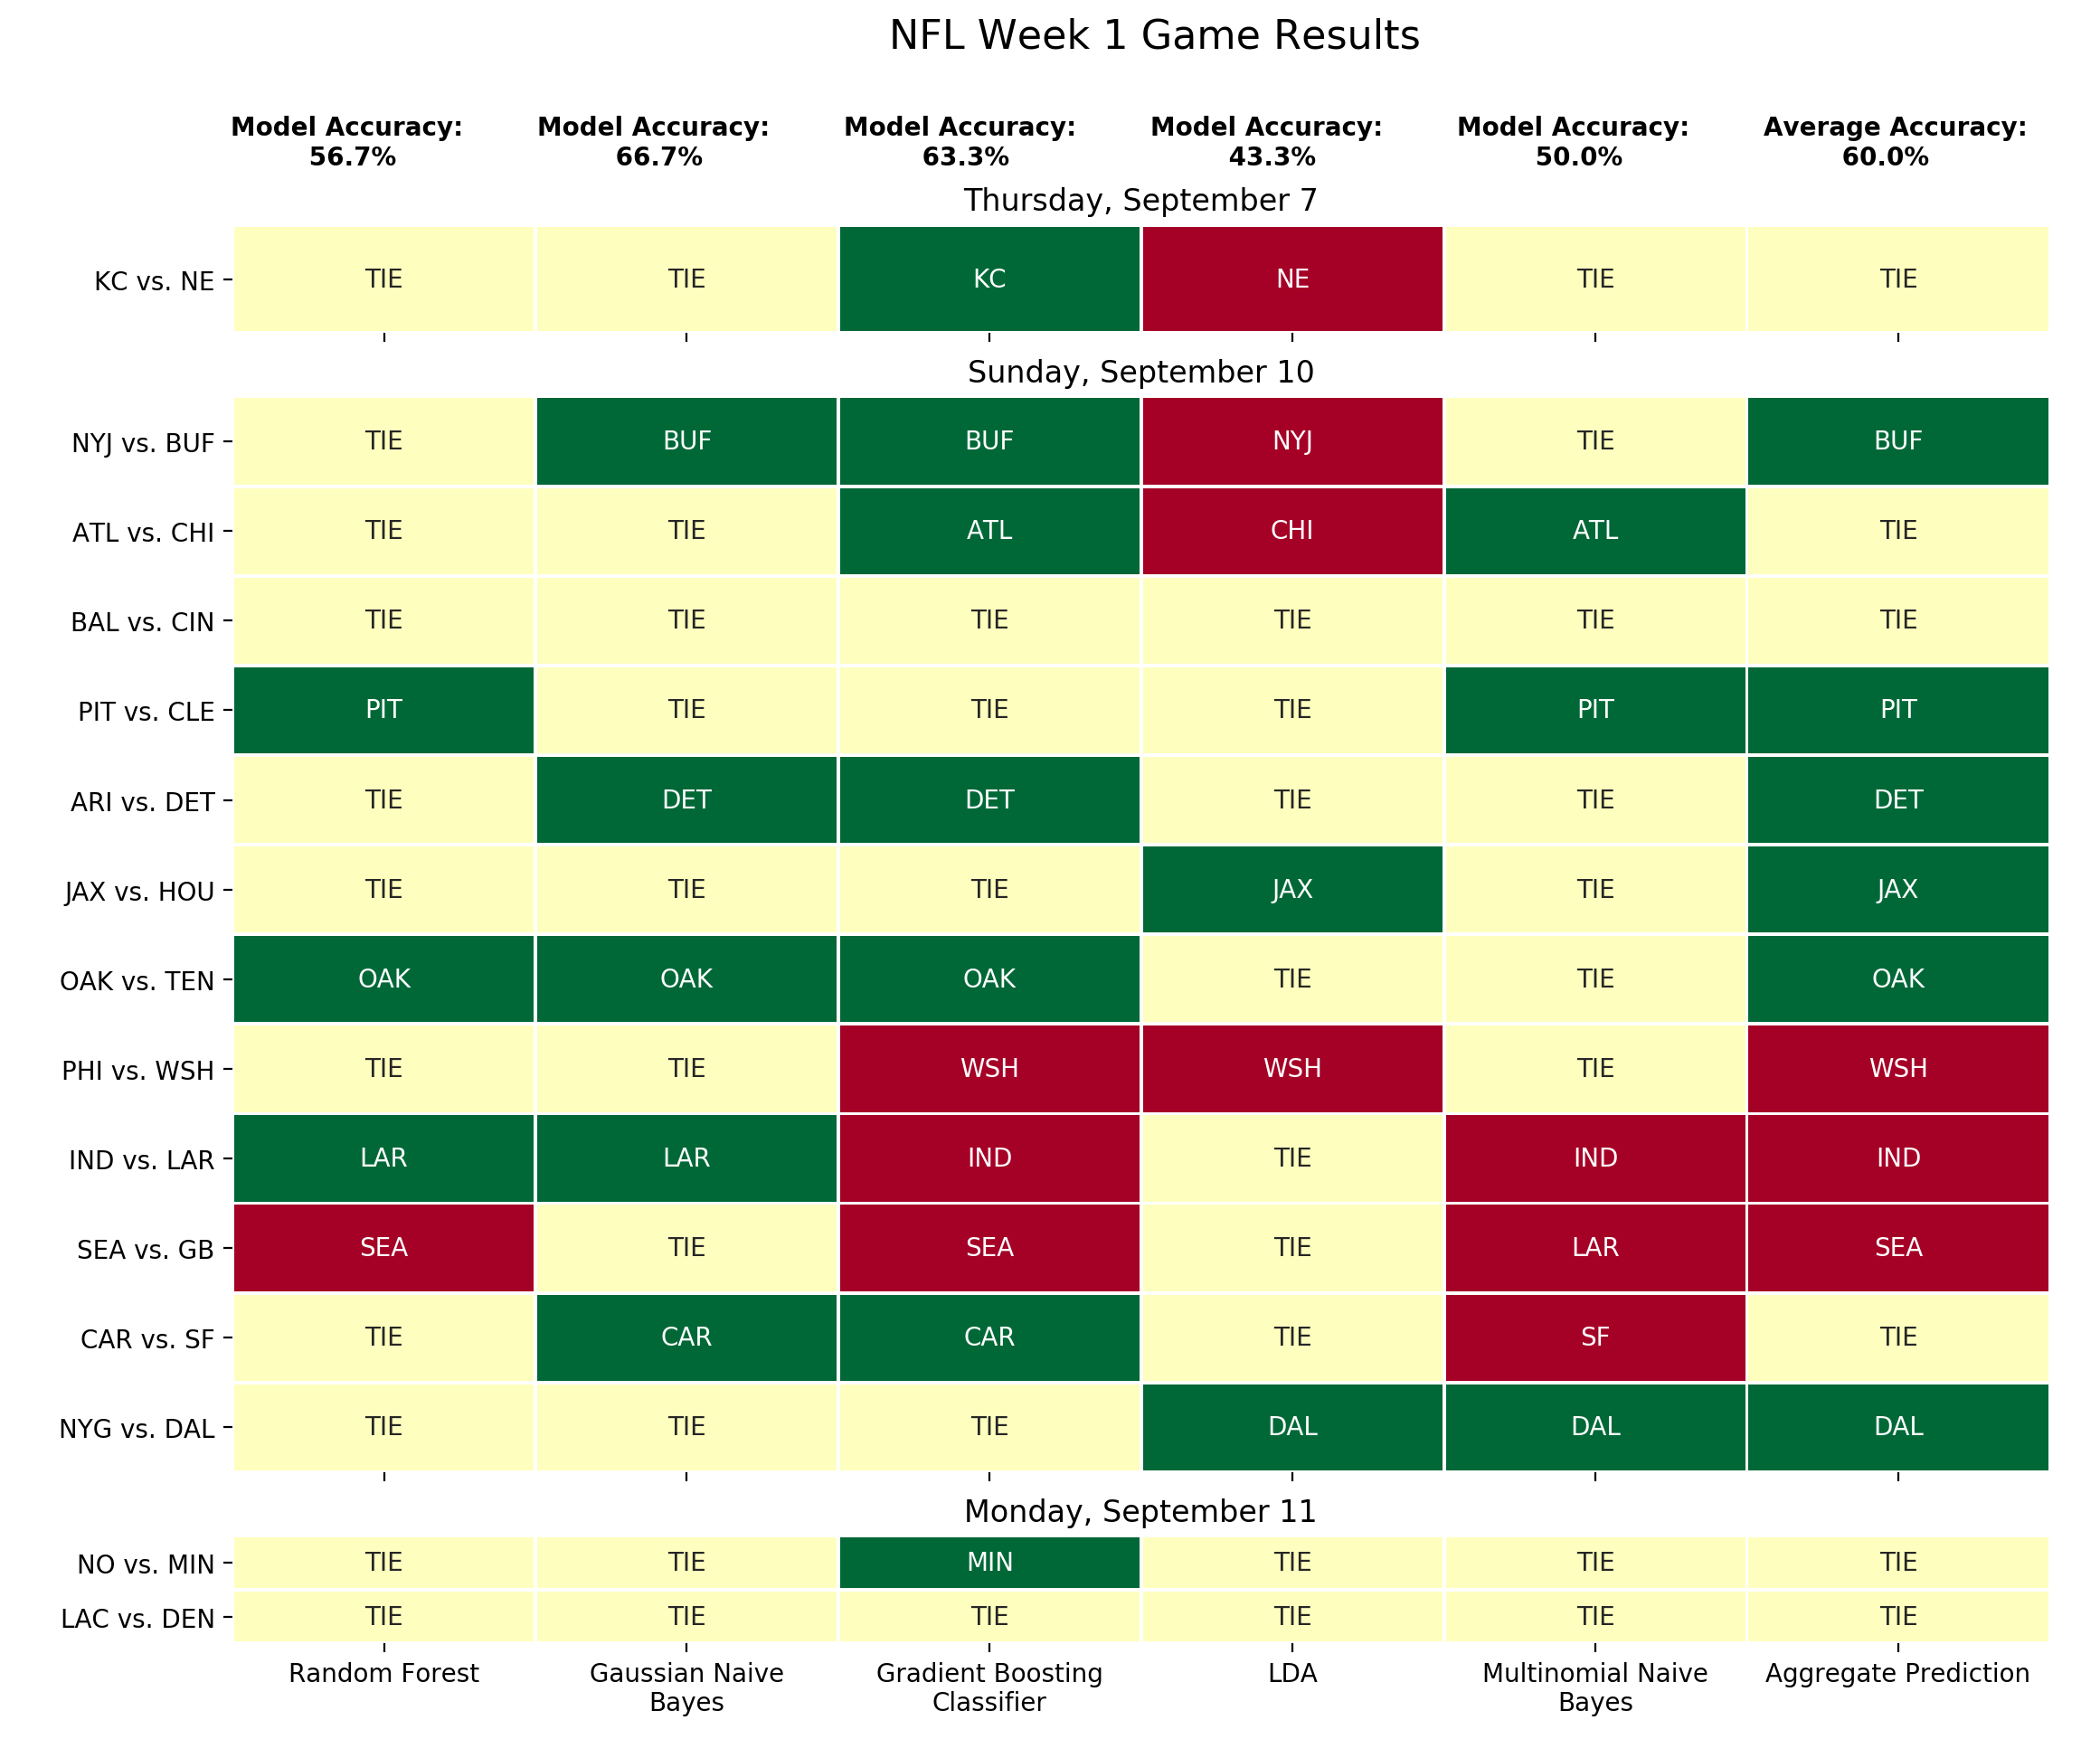 NFL Week 1 Game Results
Model Accuracy: Model Accuracy: Model Accuracy: Model Accuracy: Model Accuracy: Average Accuracy:
56.7% 66.7% 63.3% 43.3% 50.0% 60.0%
Thursday, September 7
KC vs. NE TIE TIE KC NE TIE TIE
Sunday, September 10
NYJ vs. BUF TIE BUF BUF NYJ TIE BUF
ATL vs. CHI TIE TIE ATL CHI ATL TIE
BAL vs. CIN TIE TIE TIE TIE TIE TIE
PIT vs. CLE PIT TIE TIE TIE PIT PIT
ARI vs. DET TIE DET DET TIE TIE DET
JAX vs. HOU TIE TIE TIE JAX TIE JAX
OAK vs. TEN OAK OAK OAK TIE TIE OAK
PHI vs. WSH TIE TIE WSH WSH TIE WSH
IND vs. LAR LAR LAR IND TIE IND IND
SEA vs. GB SEA TIE SEA TIE LAR SEA
CAR vs. SF TIE CAR CAR TIE SF TIE
NYG vs. DAL TIE TIE TIE DAL DAL DAL
Monday, September 11
NO vs. MIN TIE TIE MIN TIE TIE TIE
LAC vs. DEN TIE TIE TIE TIE TIE TIE
Random Forest Gaussian Naive Gradient Boosting LDA Multinomial Naive Aggregate Prediction
Bayes Classifier Bayes